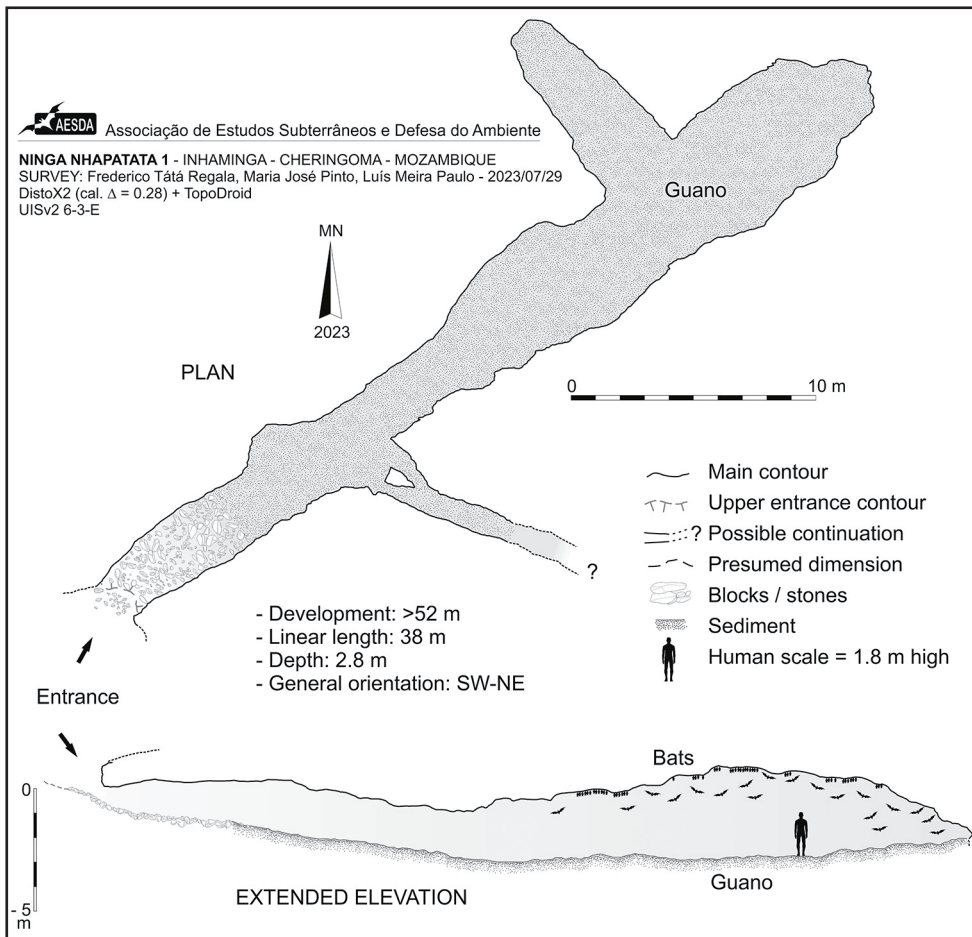 AESDA Associação de Estudos Subterrâneos e Defesa do Ambiente
NINGA NHAPATATA 1 - INHAMINGA - CHERINGOMA - MOZAMBIQUE
SURVEY: Frederico Tátá Regala, Maria José Pinto, Luís Meira Paulo - 2023/07/29
DistoX2 (cal. Δ = 0.28) + TopoDroid
UISv2 6-3-E
Guano
MN
2023
PLAN
0 10 m
Main contour
Upper entrance contour
? Possible continuation
Presumed dimension
Blocks / stones
Sediment
Human scale = 1.8 m high
?
- Development: >52 m
- Linear length: 38 m
- Depth: 2.8 m
- General orientation: SW-NE
Entrance
Bats
0
Guano
EXTENDED ELEVATION
- 5
m